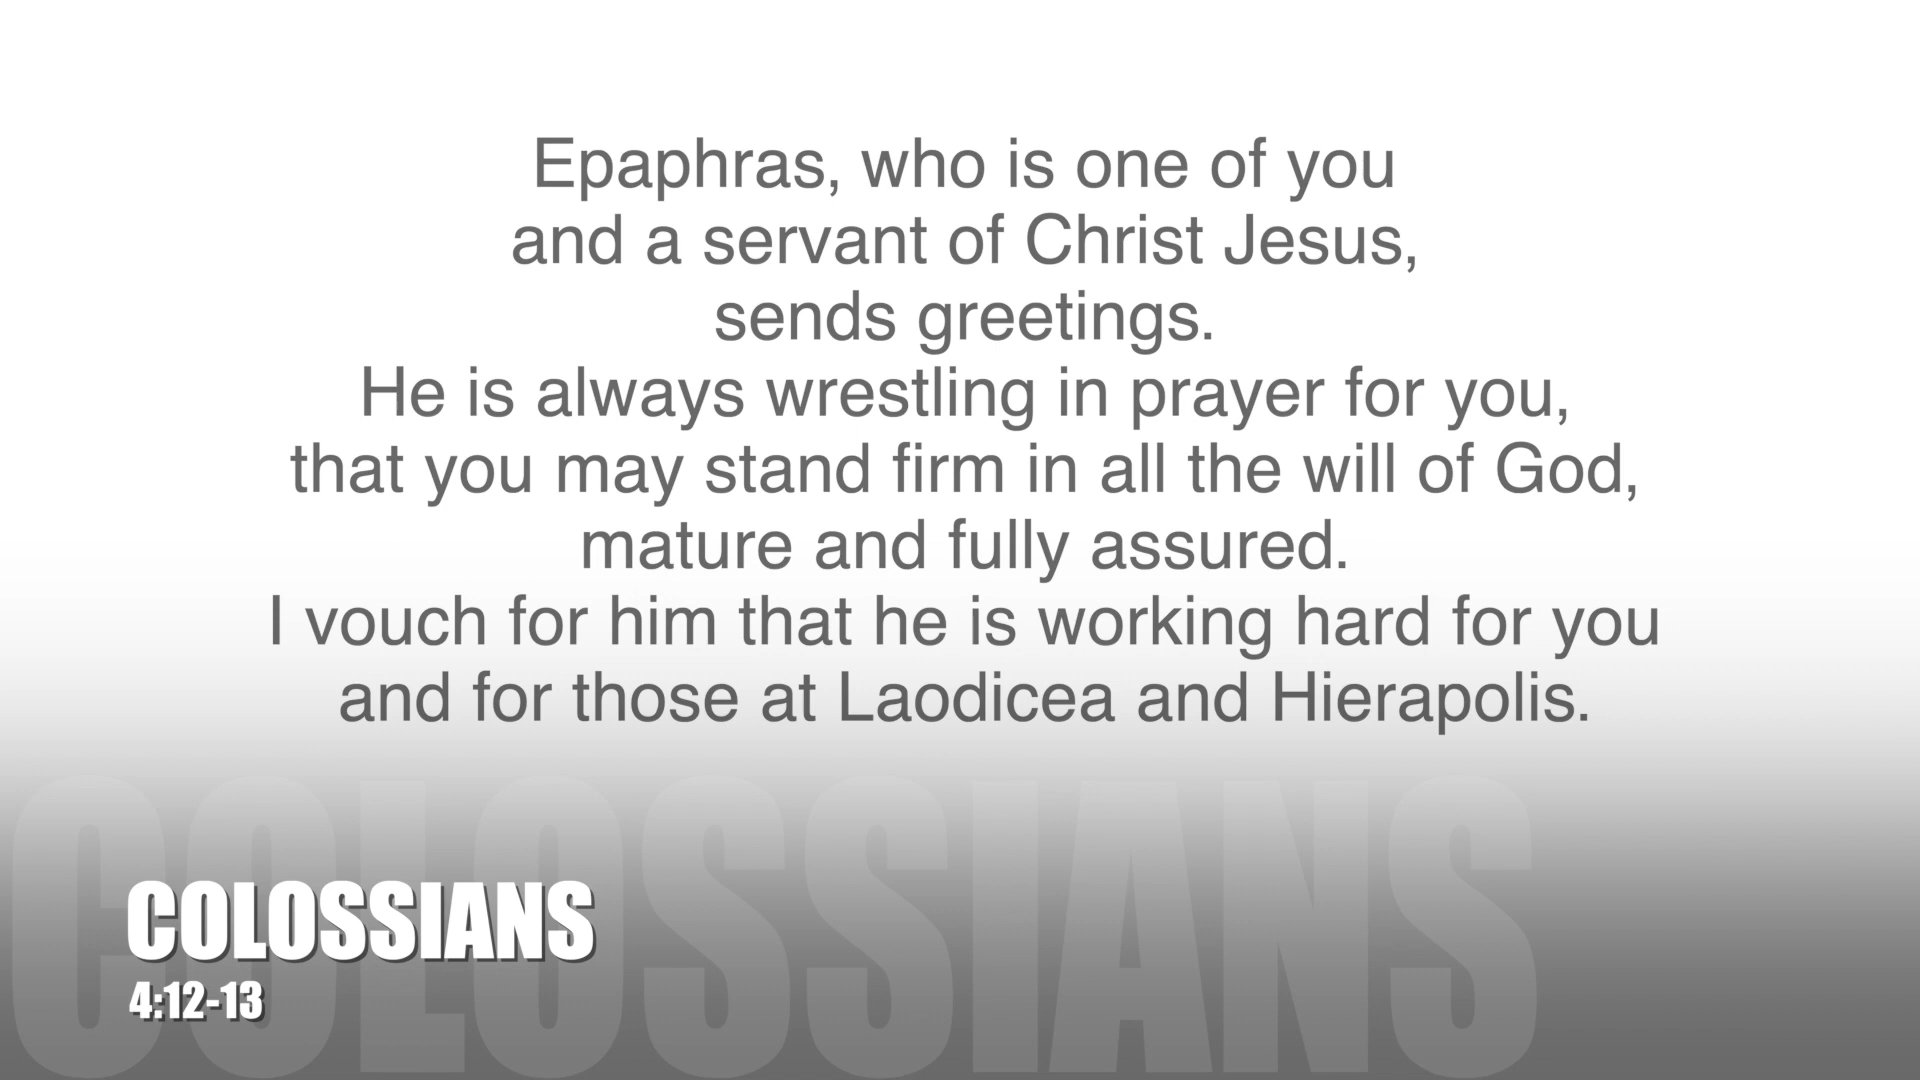 Epaphras, who is one of you
and a servant of Christ Jesus,
sends greetings.
He is always wrestling in prayer for you,
that you may stand firm in all the will of God,
mature and fully assured.
I vouch for him that he is working hard for you
and for those at Laodicea and Hierapolis.
COLOSSIANS
COLOSSIANS
4:12-13